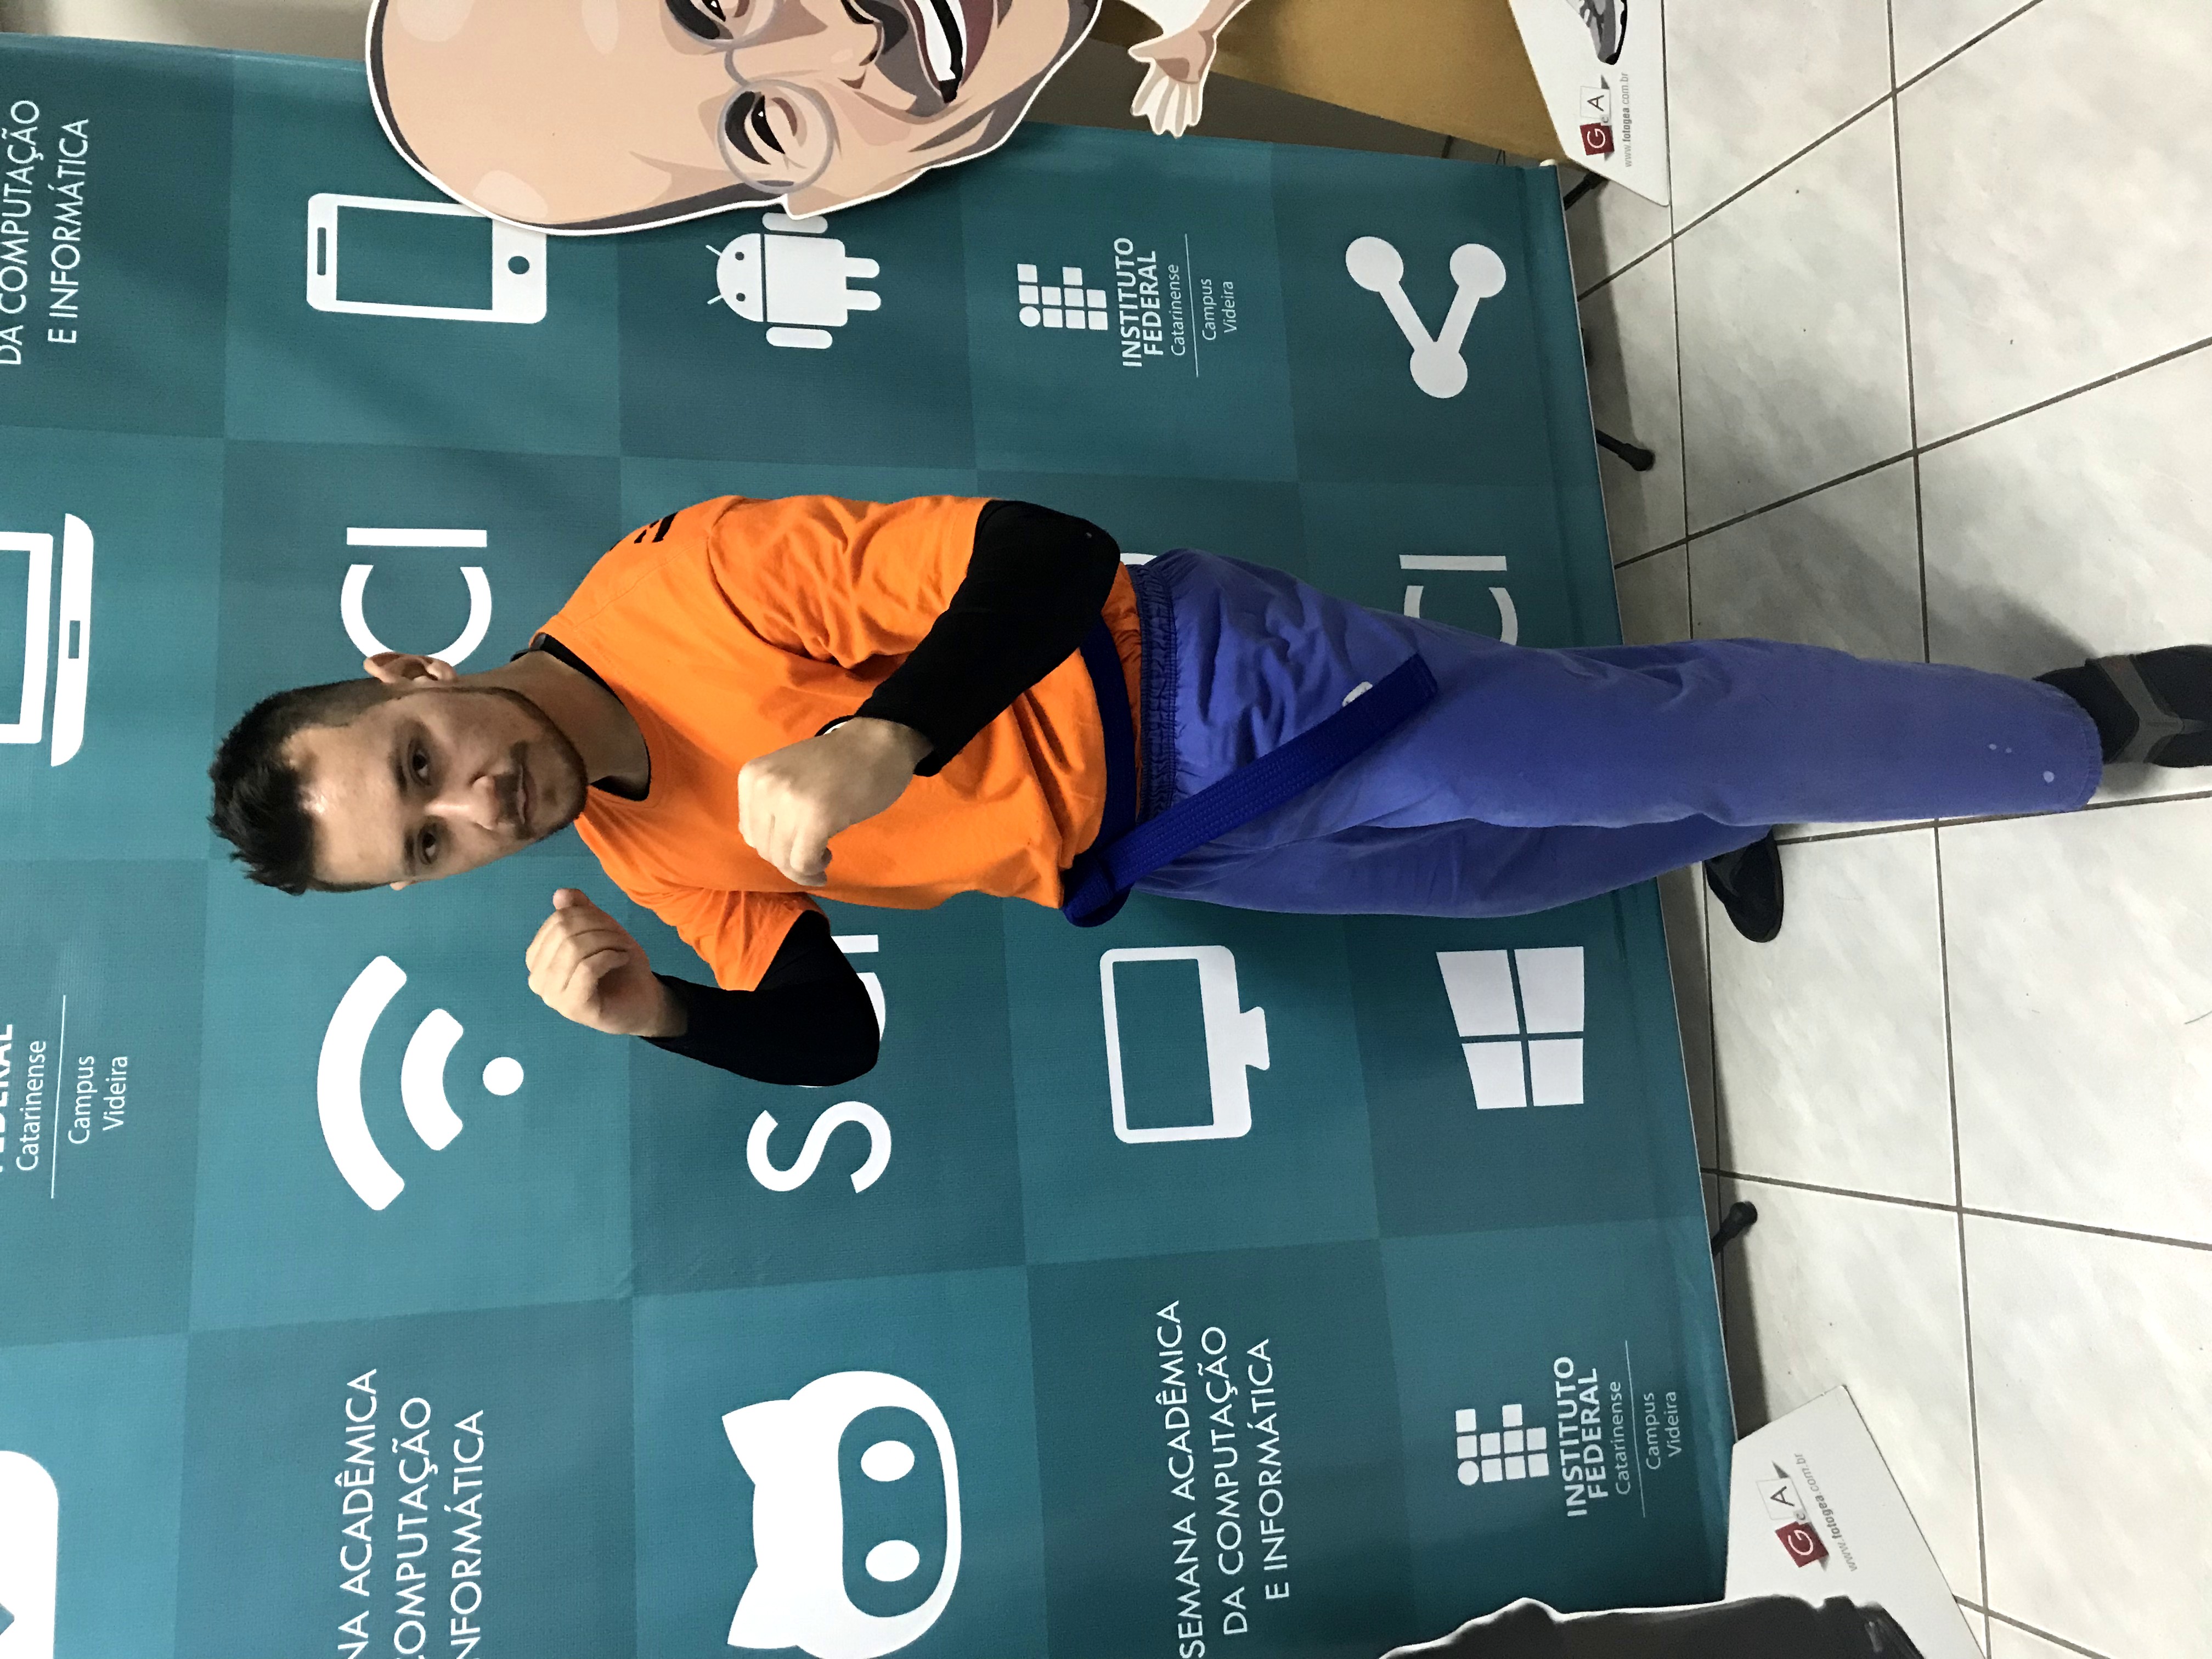 Catarinense
Campus
Videira
DA COMPUTAÇÃO
E INFORMÁTICA
NA ACADÊMICA
COMPUTAÇÃO
NFORMÁTICA
CI
S
INSTITUTO
FEDERAL
Catarinense
Campus
Videira
SEMANA ACADÊMICA
DA COMPUTAÇÃO
E INFORMÁTICA
CI
INSTITUTO
FEDERAL
Catarinense
Campus
Videira
G e A
www.fotogea.com.br
G e A
www.fotogea.com.br